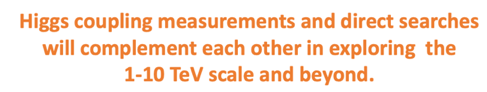 Higgs coupling measurements and direct searches
will complement each other in exploring the
1-10 TeV scale and beyond.